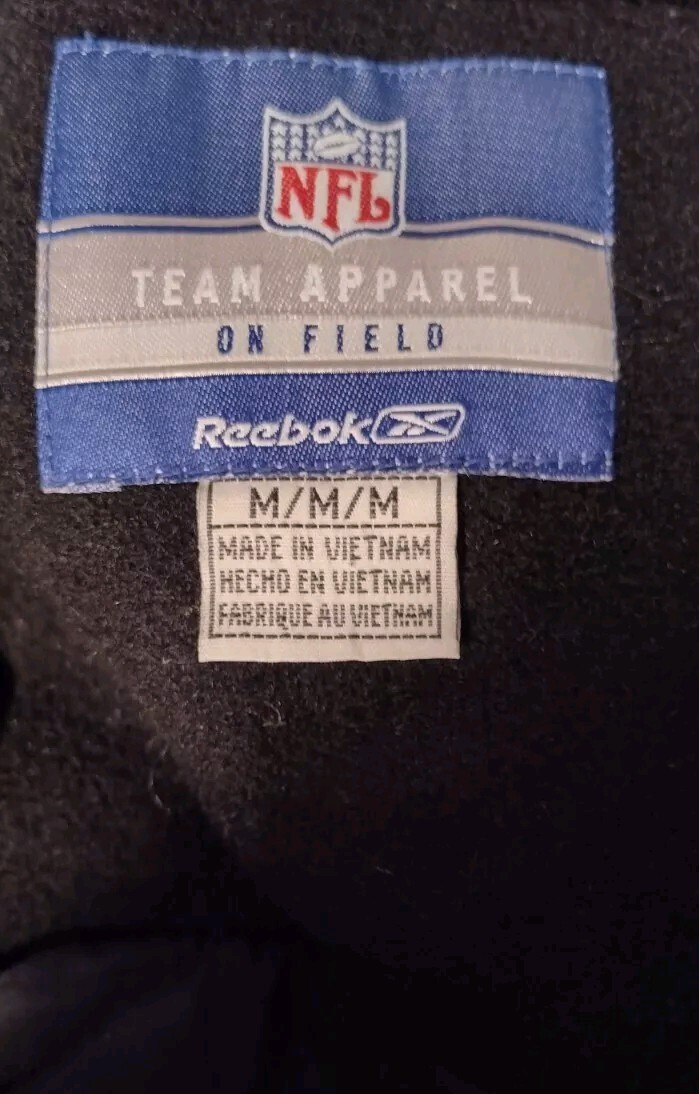 NFL
TEAM APPAREL
ON FIELD
Reebok
M/M/M
MADE IN VIETNAM
HECHO EN VIETNAM
FABRIQUE AU VIETNAM